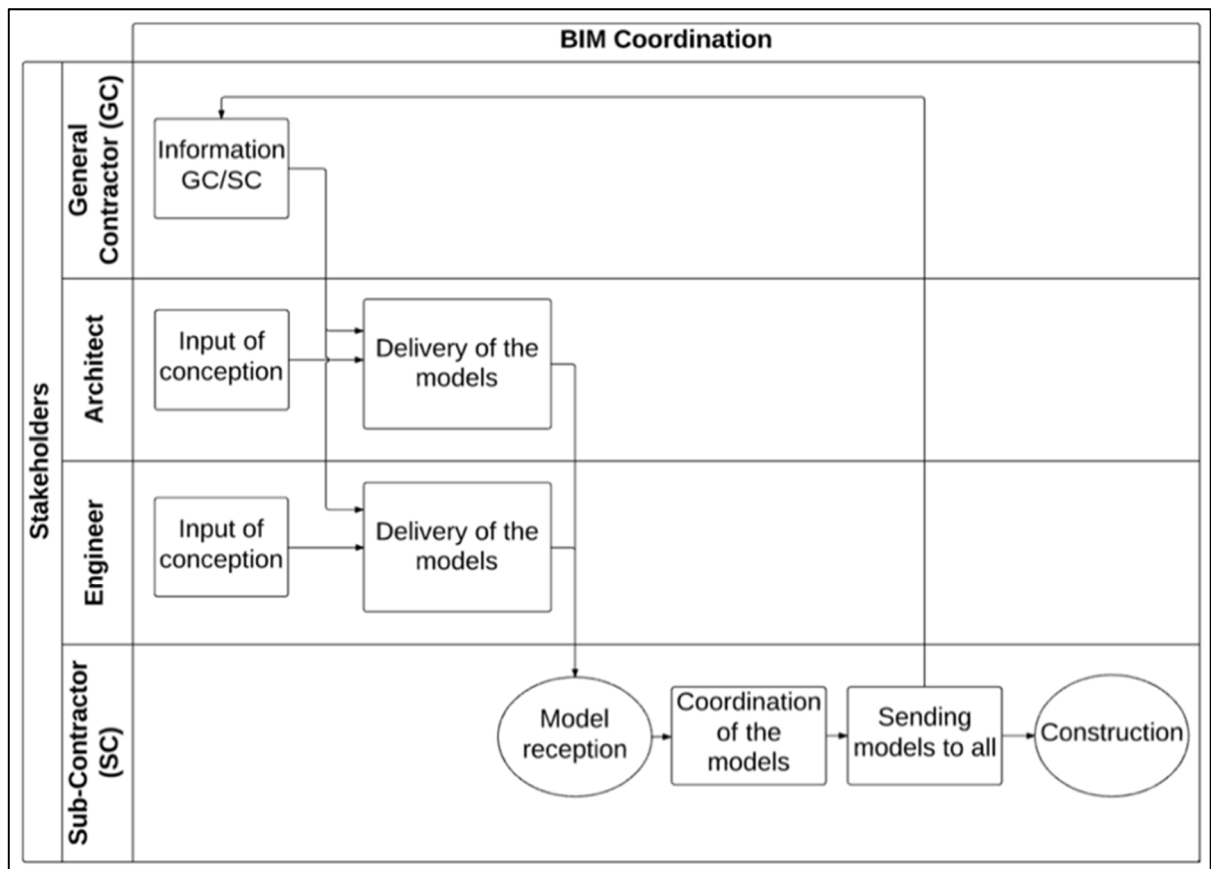 BIM Coordination
Stakeholders
General
Contractor (GC)
Information
GC/SC
Architect
Input of
conception
Delivery of the
models
Engineer
Input of
conception
Delivery of the
models
Sub-Contractor
(SC)
Model
reception
Coordination
of the
models
Sending
models to all
Construction